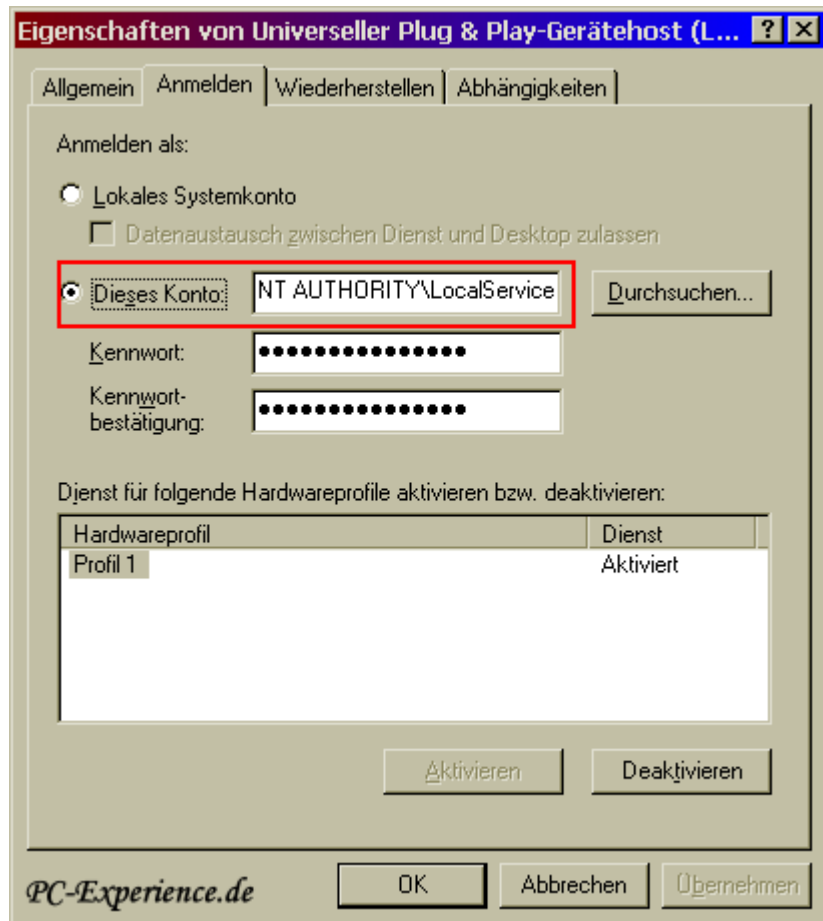 Eigenschaften von Universeller Plug & Play-Gerätehost (L... ? X
Allgemein Anmelden Wiederherstellen Abhängigkeiten
Anmelden als:
Lokales Systemkonto
Datenaustausch zwischen Dienst und Desktop zulassen
Dieses Konto: NT AUTHORITY\LocalService Durchsuchen...
Kennwort: ●●●●●●●●●●●●●●●
Kennwort-
bestätigung: ●●●●●●●●●●●●●●●
Dienst für folgende Hardwareprofile aktivieren bzw. deaktivieren:
Hardwareprofil Dienst
Profil 1 Aktiviert
Aktivieren Deaktivieren
PC-Experience.de OK Abbrechen Übernehmen